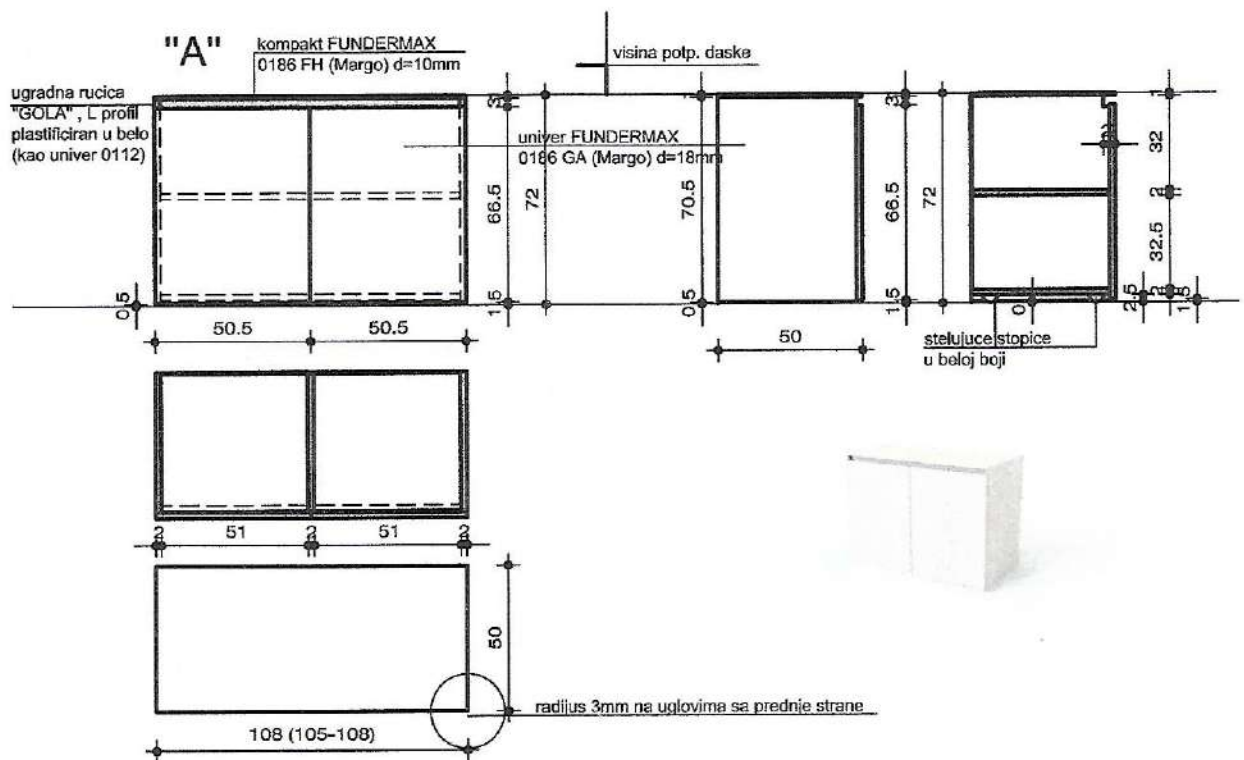 "A"
kompakt FUNDERMAX
0186 FH (Margo) d=10mm
visina potp. daske
ugradna rucica
"GOLA" , L profil
plastificiran u belo
(kao univer 0112)
univer FUNDERMAX
0186 GA (Margo) d=18mm
3
66.5
1.5
72
0.5
70.5
0.5
3
66.5
1.5
72
1
32
2
32.5
2
2.5
1.5
0
50.5
50.5
50
stelujuce stopice
u beloj boji
2
51
2
51
2
50
radijus 3mm na uglovima sa prednje strane
108 (105-108)